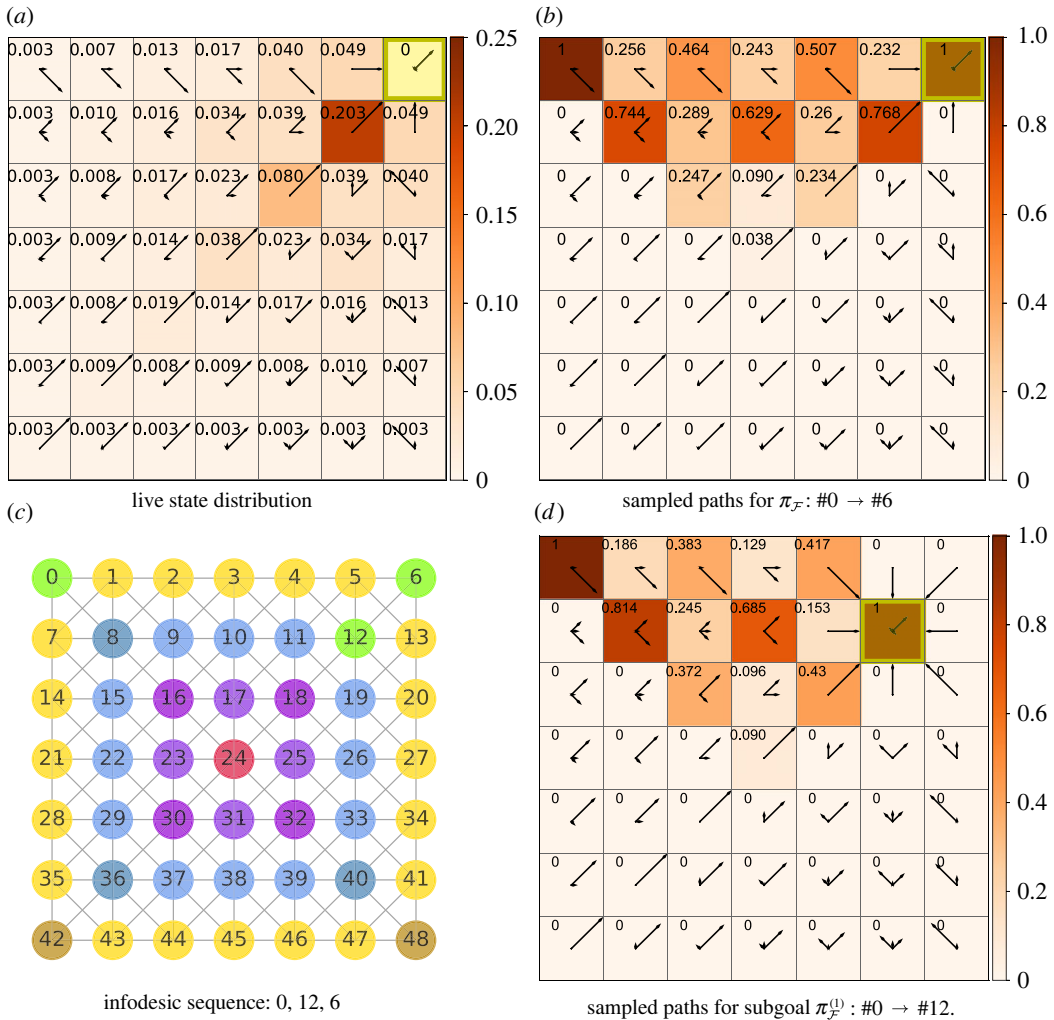 (a)
(b)
0.003 0.007 0.013 0.017 0.040 0.049 0
0.003 0.010 0.016 0.034 0.039 0.203 0.049
0.003 0.008 0.017 0.023 0.080 0.039 0.040
0.003 0.009 0.014 0.038 0.023 0.034 0.017
0.003 0.008 0.019 0.014 0.017 0.016 0.013
0.003 0.009 0.008 0.009 0.008 0.010 0.007
0.003 0.003 0.003 0.003 0.003 0.003 0.003
0.25
0.20
0.15
0.10
0.05
0
live state distribution
1 0.256 0.464 0.243 0.507 0.232 1
0 0.744 0.289 0.629 0.26 0.768 0
0 0 0.247 0.090 0.234 0 0
0 0 0 0.038 0 0 0
0 0 0 0 0 0 0
0 0 0 0 0 0 0
0 0 0 0 0 0 0
1.0
0.8
0.6
0.4
0.2
0
sampled paths for π_F: #0 → #6
(c)
0 1 2 3 4 5 6
7 8 9 10 11 12 13
14 15 16 17 18 19 20
21 22 23 24 25 26 27
28 29 30 31 32 33 34
35 36 37 38 39 40 41
42 43 44 45 46 47 48
infodesic sequence: 0, 12, 6
(d)
1 0.186 0.383 0.129 0.417 0 0
0 0.814 0.245 0.685 0.153 1 0
0 0 0.372 0.096 0.43 0 0
0 0 0 0.090 0 0 0
0 0 0 0 0 0 0
0 0 0 0 0 0 0
0 0 0 0 0 0 0
1.0
0.8
0.6
0.4
0.2
0
sampled paths for subgoal π_F^(1) : #0 → #12.